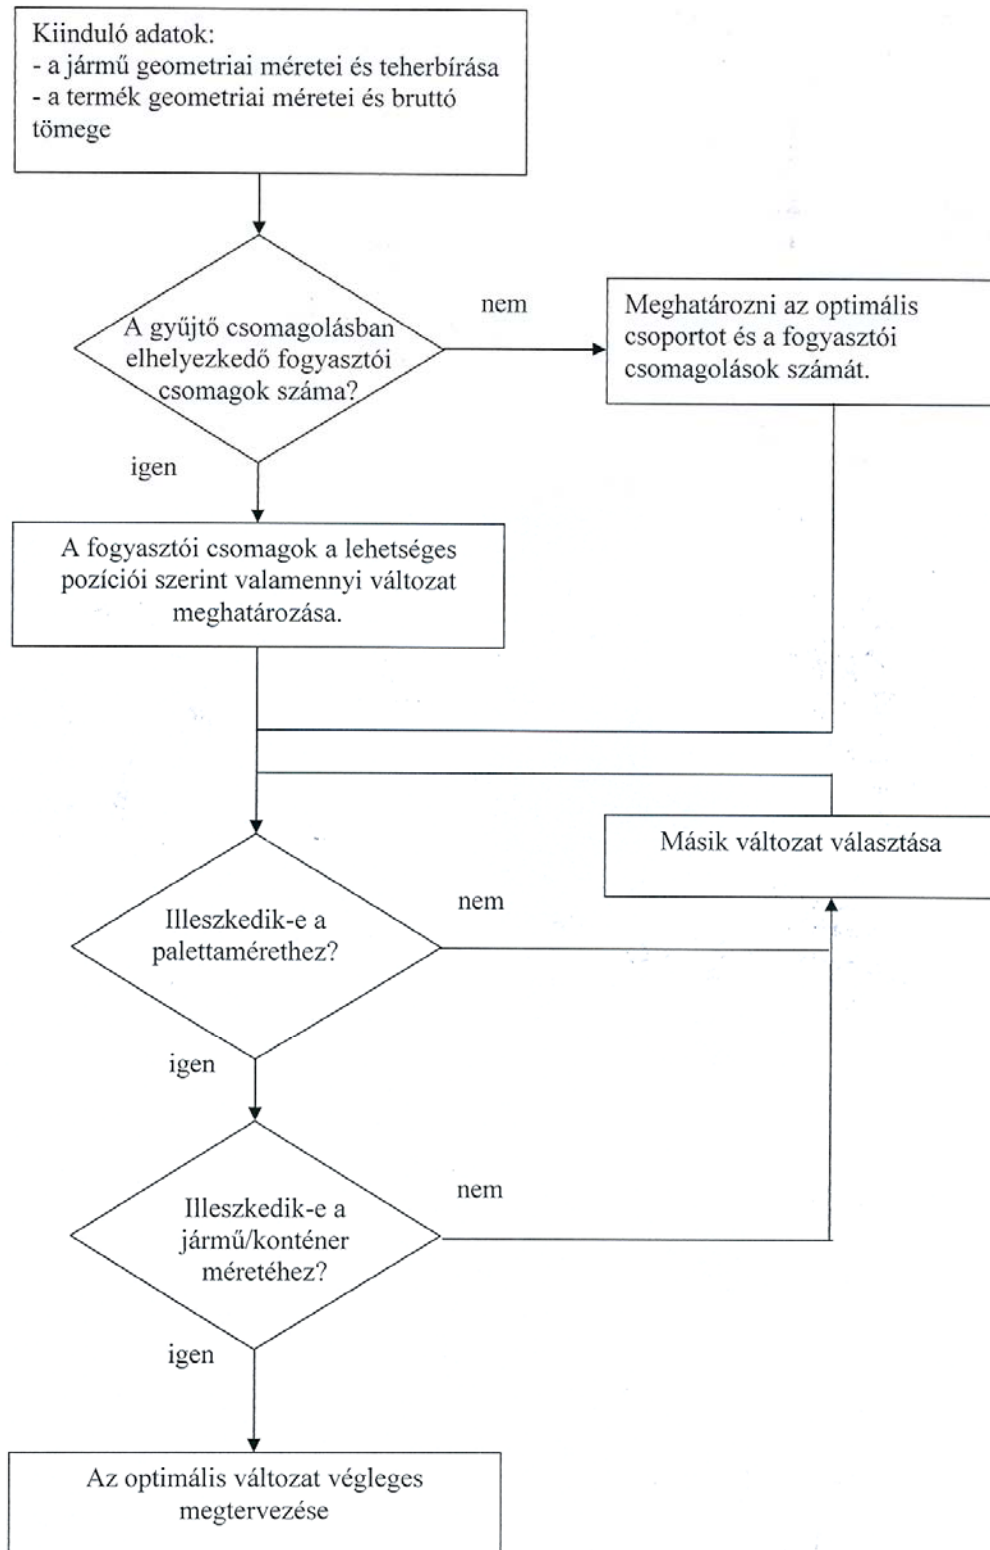 Kiinduló adatok:
- a jármű geometriai méretei és teherbírása
- a termék geometriai méretei és bruttó
tömege
nem
A gyűjtő csomagolásban
elhelyezkedő fogyasztói
csomagok száma?
Meghatározni az optimális
csoportot és a fogyasztói
csomagolások számát.
igen
A fogyasztói csomagok a lehetséges
pozíciói szerint valamennyi változat
meghatározása.
Másik változat választása
nem
Illeszkedik-e a
palettamérethez?
igen
nem
Illeszkedik-e a
jármű/konténer
méretéhez?
igen
Az optimális változat végleges
megtervezése